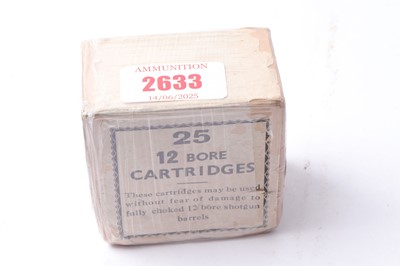 AMMUNITION
2633
14/06/2025
25
12 BORE
CARTRIDGES
These cartridges may be used
without fear of damage to
fully choked 12 bore shotgun
barrels